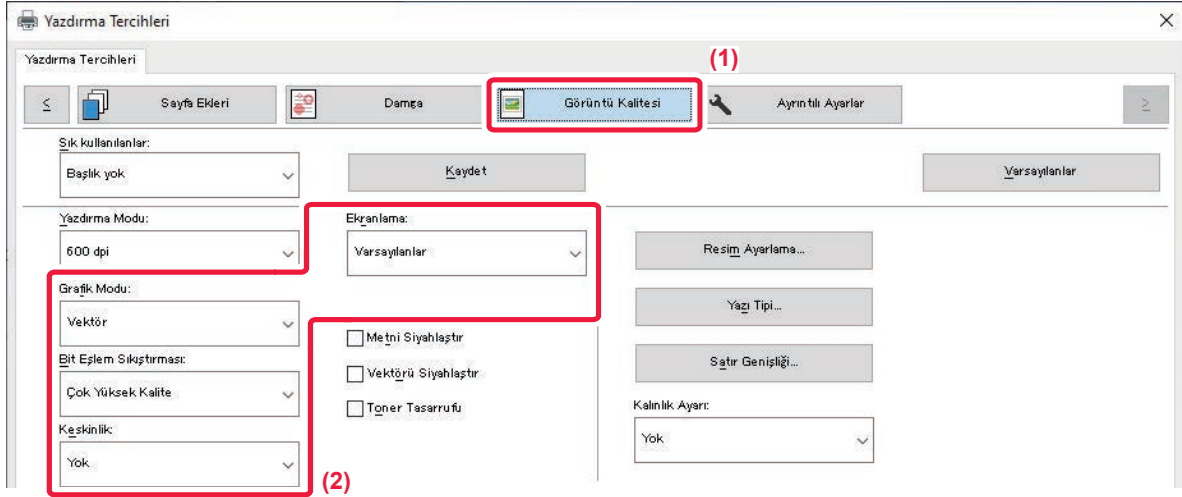 Yazdırma Tercihleri
Yazdırma Tercihleri
(1)
<
Sayfa Ekleri
Damga
Görüntü Kalitesi
Ayrıntılı Ayarlar
>
Sık kullanılanlar:
Başlık yok
Kaydet
Varsayılanlar
Yazdırma Modu:
600 dpi
Ekranlama:
Varsayılanlar
Resim Ayarlama...
Grafik Modu:
Vektör
Yazı Tipi...
Metni Siyahlaştır
Bit Eşlem Sıkıştırması:
Çok Yüksek Kalite
Vektörü Siyahlaştır
Satır Genişliği...
Toner Tasarrufu
Kalınlık Ayarı:
Yok
Keskinlik:
Yok
(2)